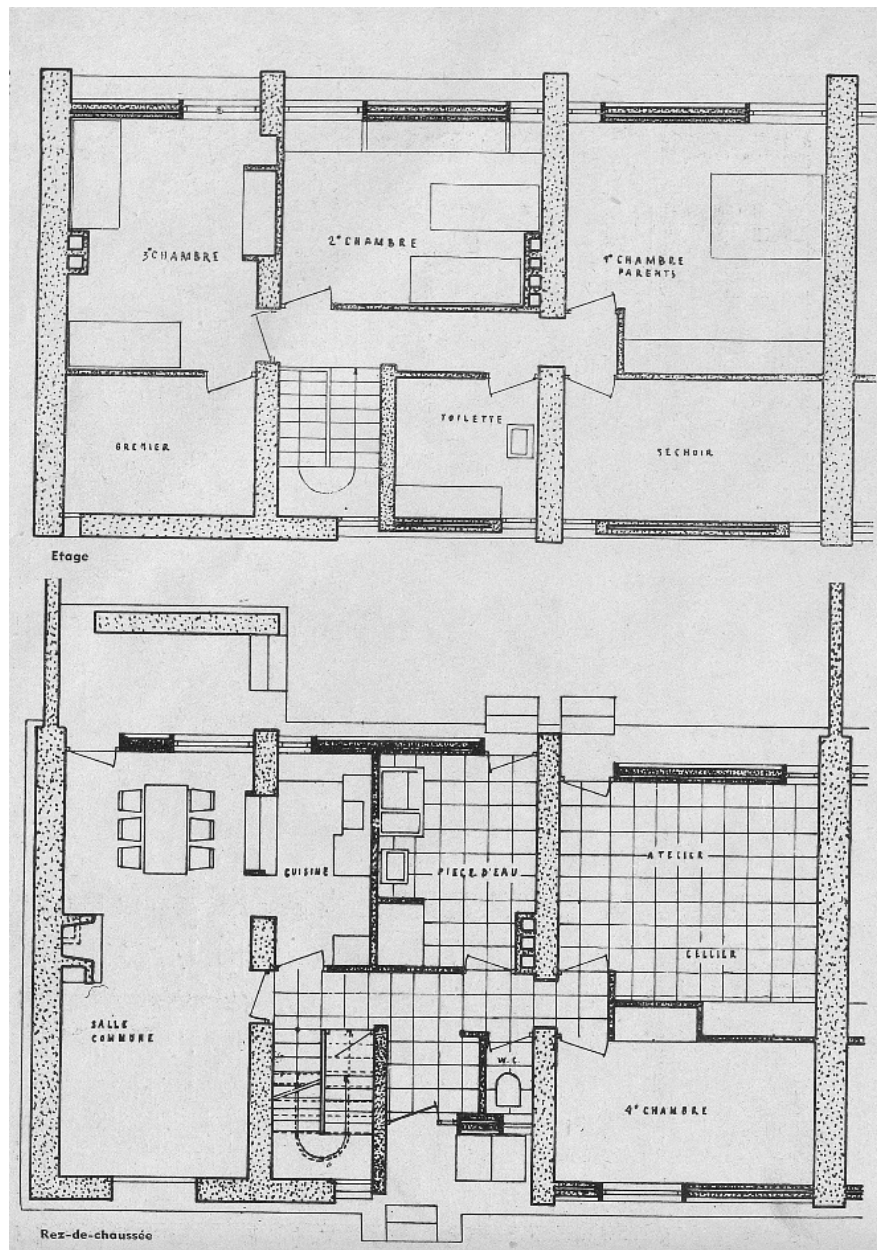 3ᵉ CHAMBRE
2ᵉ CHAMBRE
1ᵉ CHAMBRE
PARENTS
GRENIER
TOILETTE
SECHOIR
Etage
CUISINE
PIECE D'EAU
ATELIER
CELLIER
SALLE
COMMUNE
W.C.
4ᵉ CHAMBRE
Rez-de-chaussée